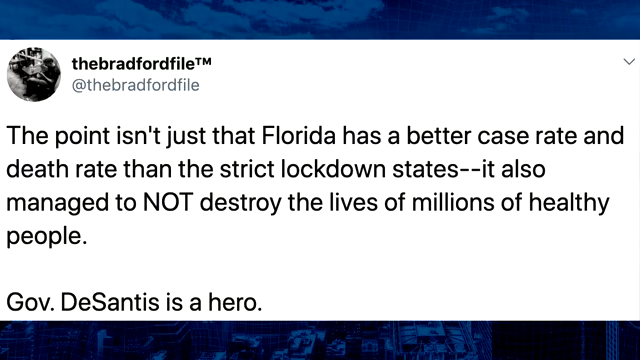 thebradfordfile™
@thebradfordfile
The point isn't just that Florida has a better case rate and
death rate than the strict lockdown states--it also
managed to NOT destroy the lives of millions of healthy
people.
Gov. DeSantis is a hero.